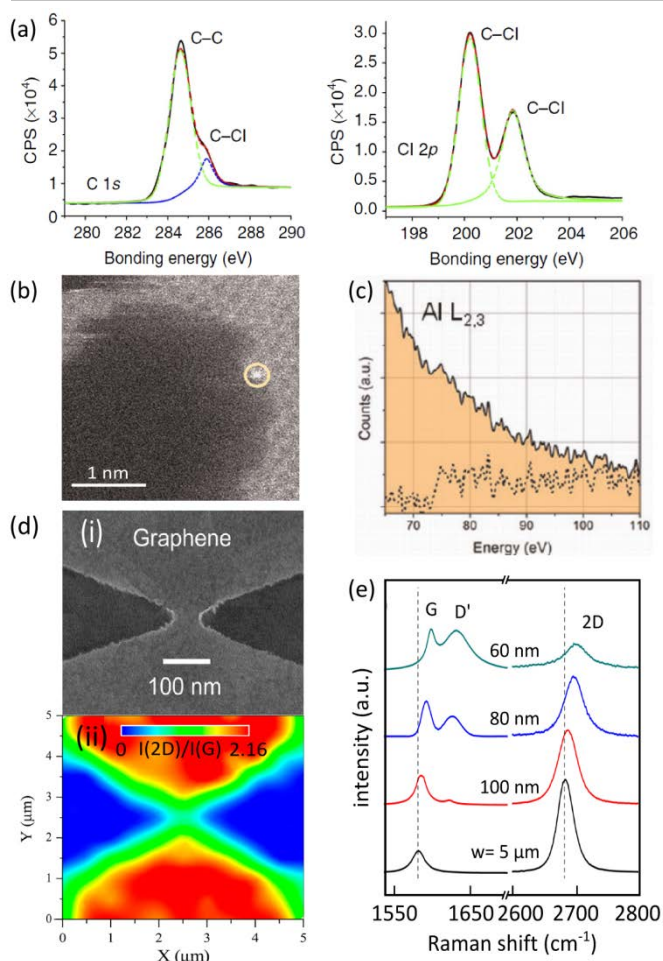 (a)
6
5
4
3
2
1
0
CPS (×10⁴)
C–C
C–Cl
C 1s
280 282 284 286 288 290
Bonding energy (eV)
3.0
2.5
2.0
1.5
1.0
0.5
0.0
CPS (×10⁴)
C–Cl
C–Cl
Cl 2p
198 200 202 204 206
Bonding energy (eV)
(b)
1 nm
(c)
Al L2,3
Counts (a.u.)
70 80 90 100 110
Energy (eV)
(d)
(i)
Graphene
100 nm
(ii)
0 I(2D)/I(G) 2.16
5
4
3
2
1
0
Y (μm)
0 1 2 3 4 5
X (μm)
(e)
G D' 2D
60 nm
80 nm
100 nm
w= 5 μm
intensity (a.u.)
1550 1650 2600 2700 2800
Raman shift (cm⁻¹)